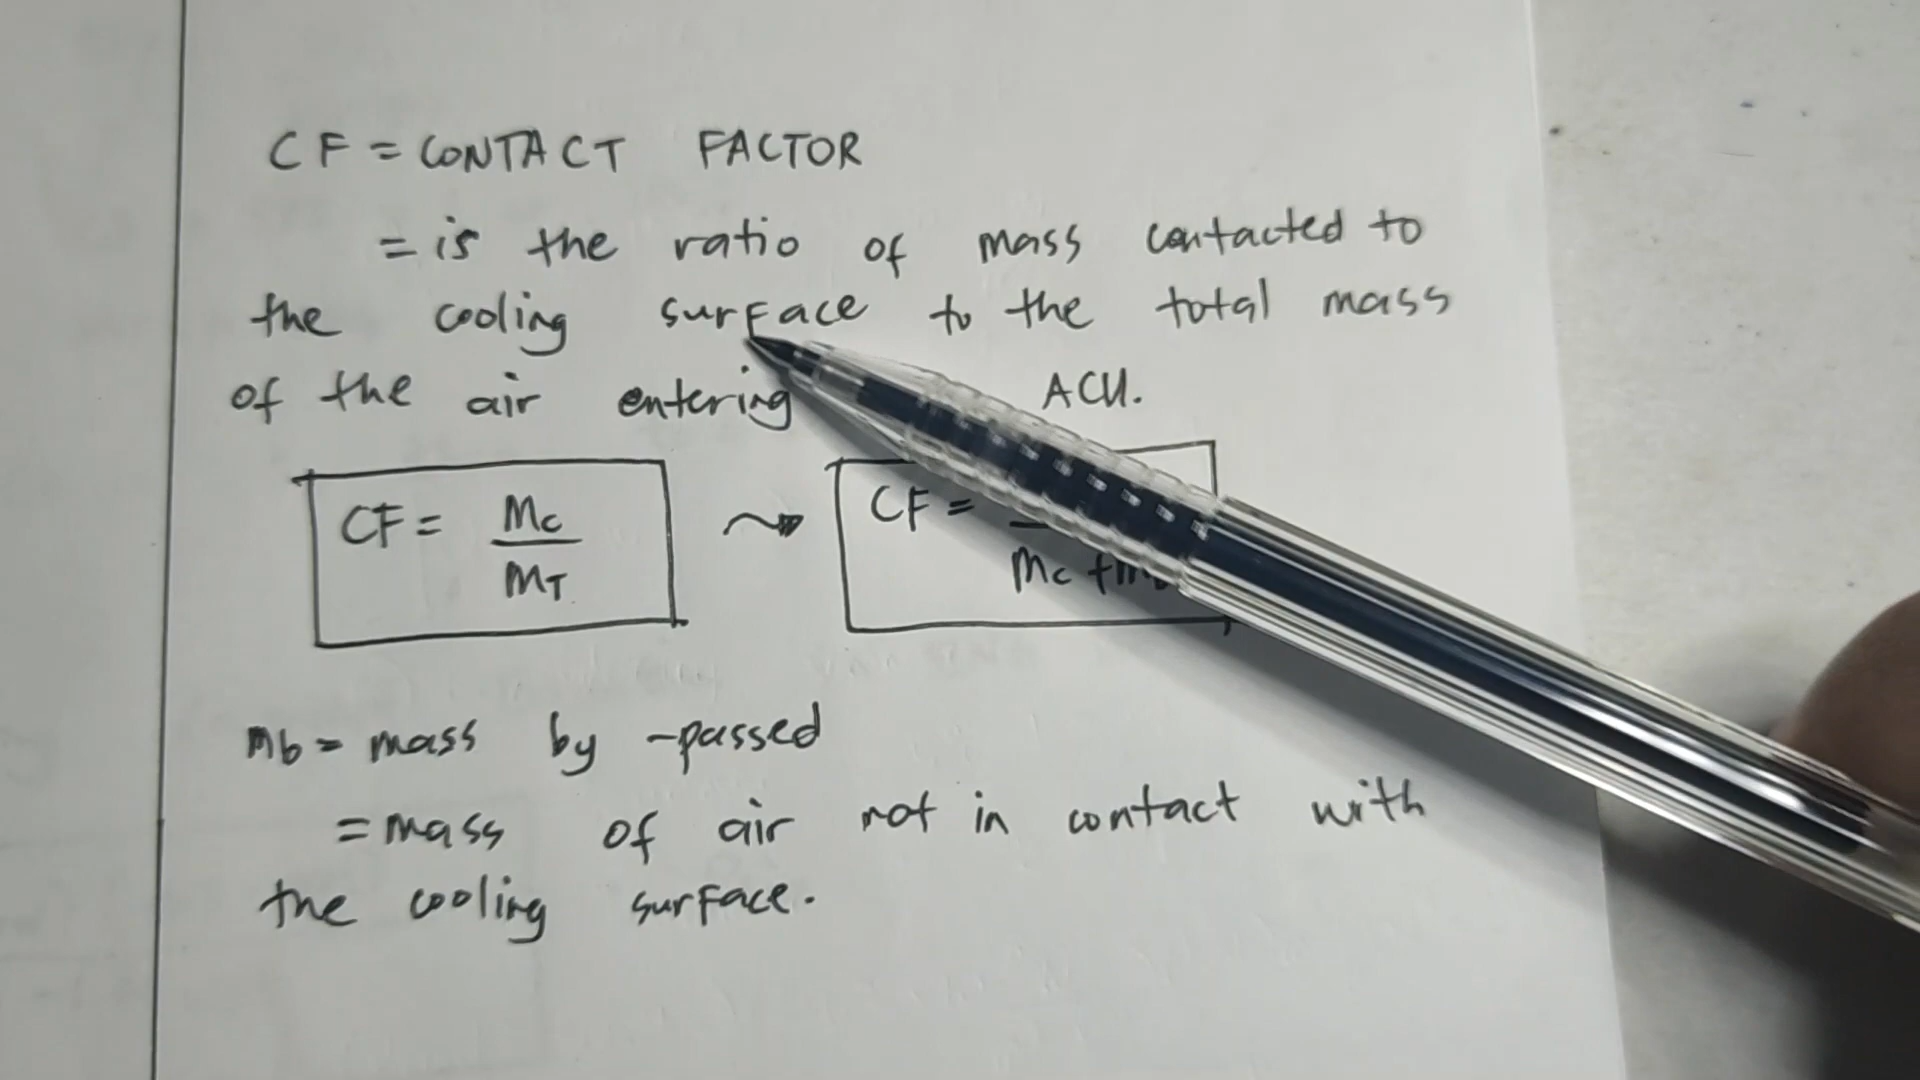 CF = CONTACT FACTOR
= is the ratio of mass contacted to
the cooling surface to the total mass
of the air entering ACU.
CF = Mc / MT
CF = / Mc +
mb = mass by-passed
= mass of air not in contact with
the cooling surface.